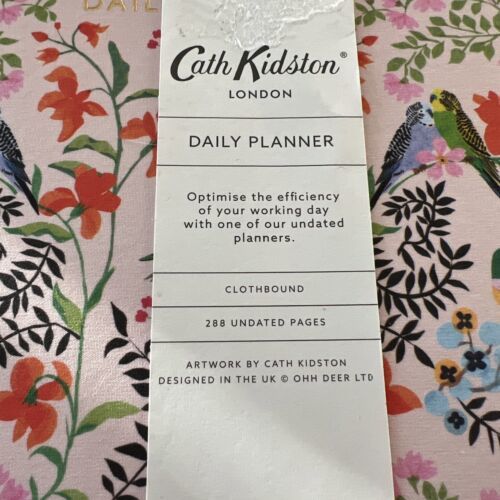 DAIL
Cath Kidston®
LONDON
DAILY PLANNER
Optimise the efficiency
of your working day
with one of our undated
planners.
CLOTHBOUND
288 UNDATED PAGES
ARTWORK BY CATH KIDSTON
DESIGNED IN THE UK © OHH DEER LTD